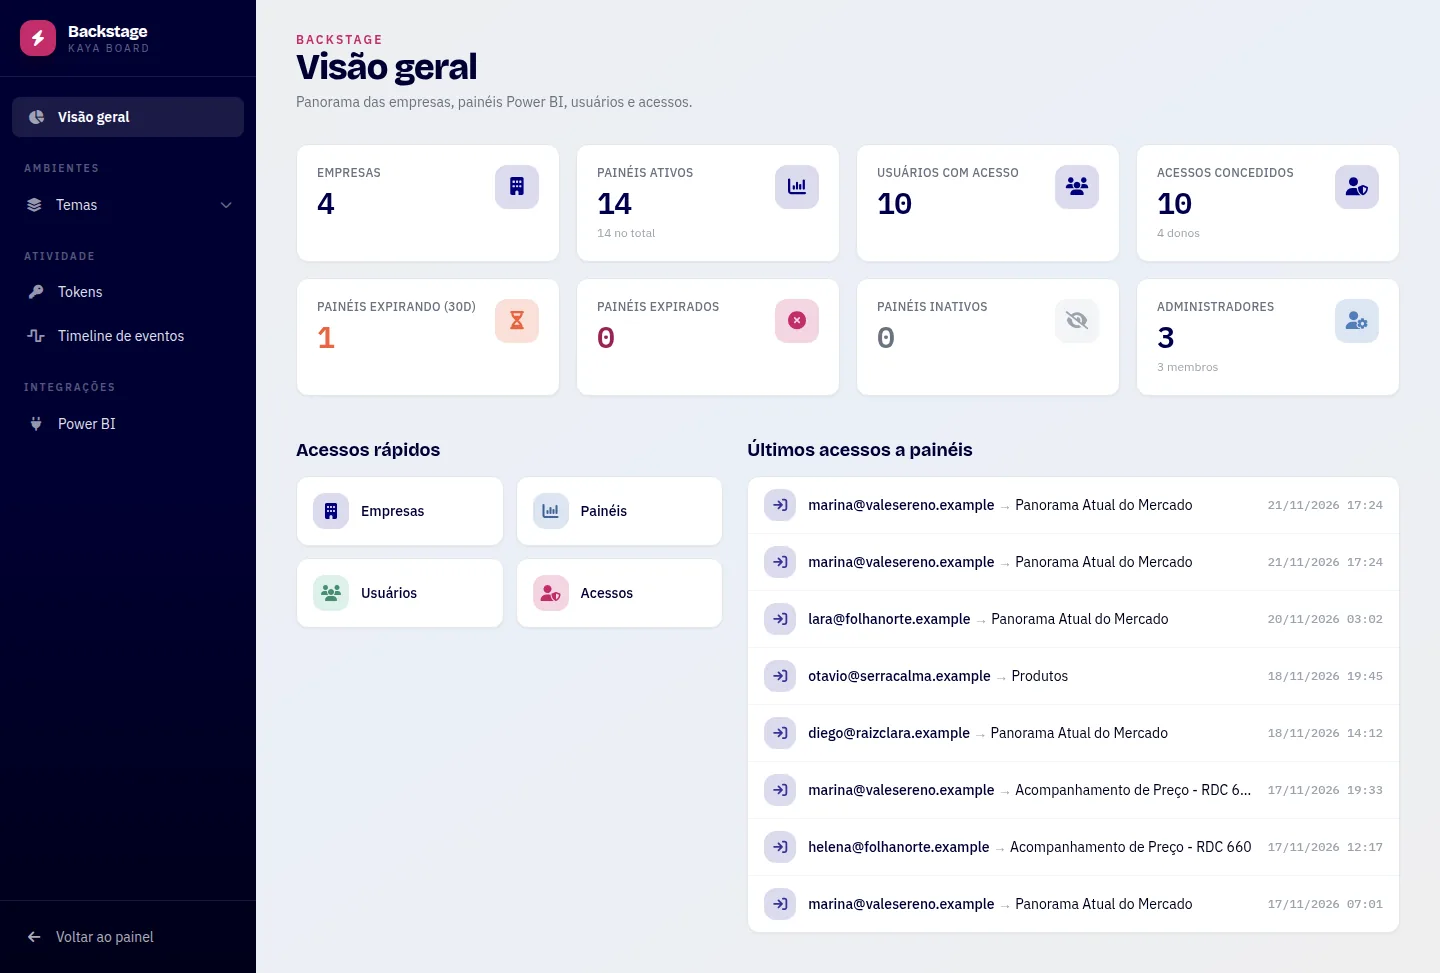 Backstage
KAYA BOARD
Visão geral
AMBIENTES
Temas
ATIVIDADE
Tokens
Timeline de eventos
INTEGRAÇÕES
Power BI
Voltar ao painel
BACKSTAGE
Visão geral
Panorama das empresas, painéis Power BI, usuários e acessos.
EMPRESAS
4
PAINÉIS ATIVOS
14
14 no total
USUÁRIOS COM ACESSO
10
ACESSOS CONCEDIDOS
10
4 donos
PAINÉIS EXPIRANDO (30D)
1
PAINÉIS EXPIRADOS
0
PAINÉIS INATIVOS
0
ADMINISTRADORES
3
3 membros
Acessos rápidos
Empresas
Painéis
Usuários
Acessos
Últimos acessos a painéis
marina@valesereno.example → Panorama Atual do Mercado 21/11/2026 17:24
marina@valesereno.example → Panorama Atual do Mercado 21/11/2026 17:24
lara@folhanorte.example → Panorama Atual do Mercado 20/11/2026 03:02
otavio@serracalma.example → Produtos 18/11/2026 19:45
diego@raizclara.example → Panorama Atual do Mercado 18/11/2026 14:12
marina@valesereno.example → Acompanhamento de Preço - RDC 6... 17/11/2026 19:33
helena@folhanorte.example → Acompanhamento de Preço - RDC 660 17/11/2026 12:17
marina@valesereno.example → Panorama Atual do Mercado 17/11/2026 07:01